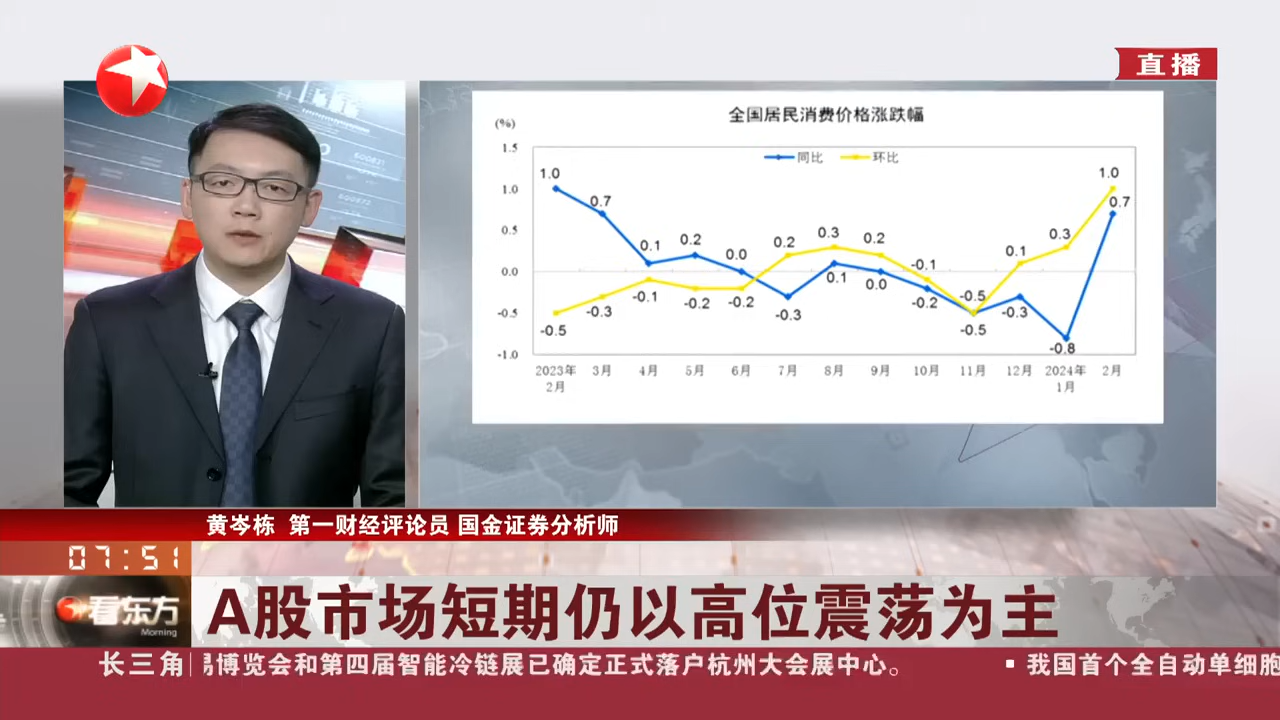 直播
全国居民消费价格涨跌幅
(%)
同比 环比
1.5
1.0
0.5
0.0
-0.5
-1.0
1.0 0.7 0.1 0.2 0.0 0.2 0.3 0.2 -0.1 -0.5 0.1 0.3 1.0
-0.5 -0.3 -0.1 -0.2 -0.2 -0.3 0.1 0.0 -0.2 -0.5 -0.3 -0.8 0.7
2023年2月 3月 4月 5月 6月 7月 8月 9月 10月 11月 12月 2024年1月 2月
黄岑栋 第一财经评论员 国金证券分析师
07:51
看东方
Morning
A股市场短期仍以高位震荡为主
长三角 易博览会和第四届智能冷链展已确定正式落户杭州大会展中心。 我国首个全自动单细胞